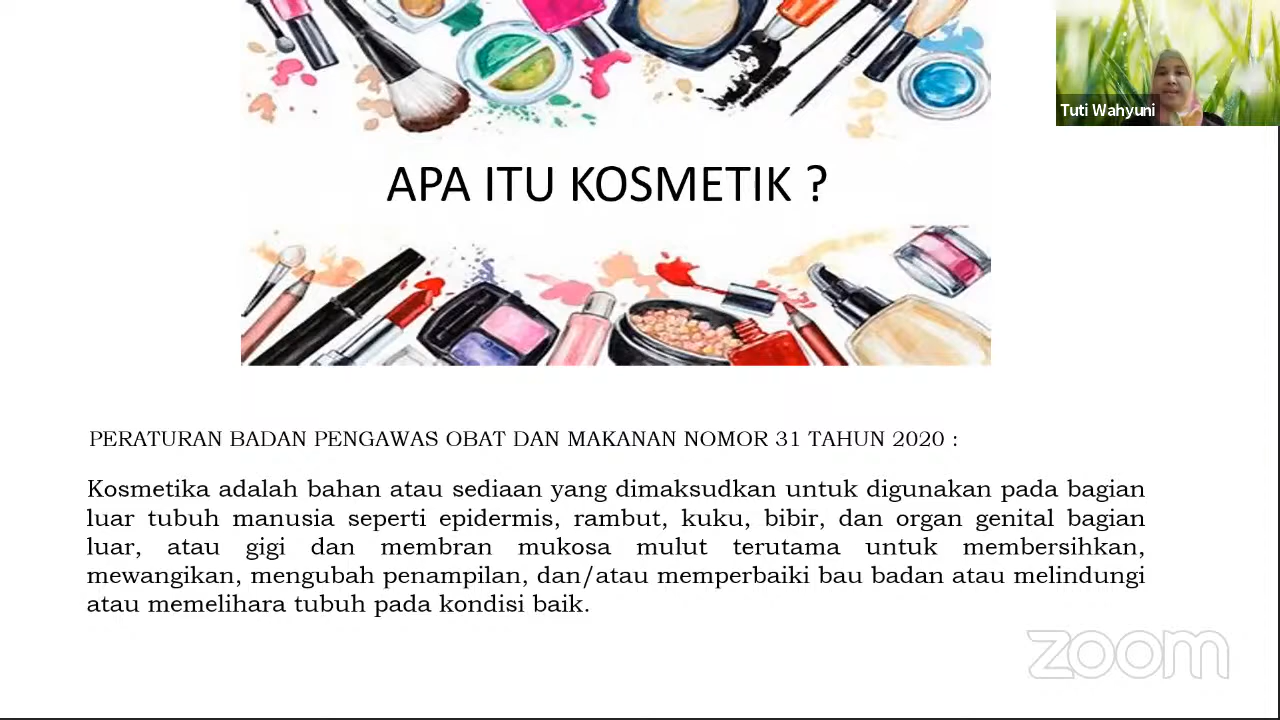 Tuti Wahyuni
APA ITU KOSMETIK ?
PERATURAN BADAN PENGAWAS OBAT DAN MAKANAN NOMOR 31 TAHUN 2020 :
Kosmetika adalah bahan atau sediaan yang dimaksudkan untuk digunakan pada bagian
luar tubuh manusia seperti epidermis, rambut, kuku, bibir, dan organ genital bagian
luar, atau gigi dan membran mukosa mulut terutama untuk membersihkan,
mewangikan, mengubah penampilan, dan/atau memperbaiki bau badan atau melindungi
atau memelihara tubuh pada kondisi baik.
zoom